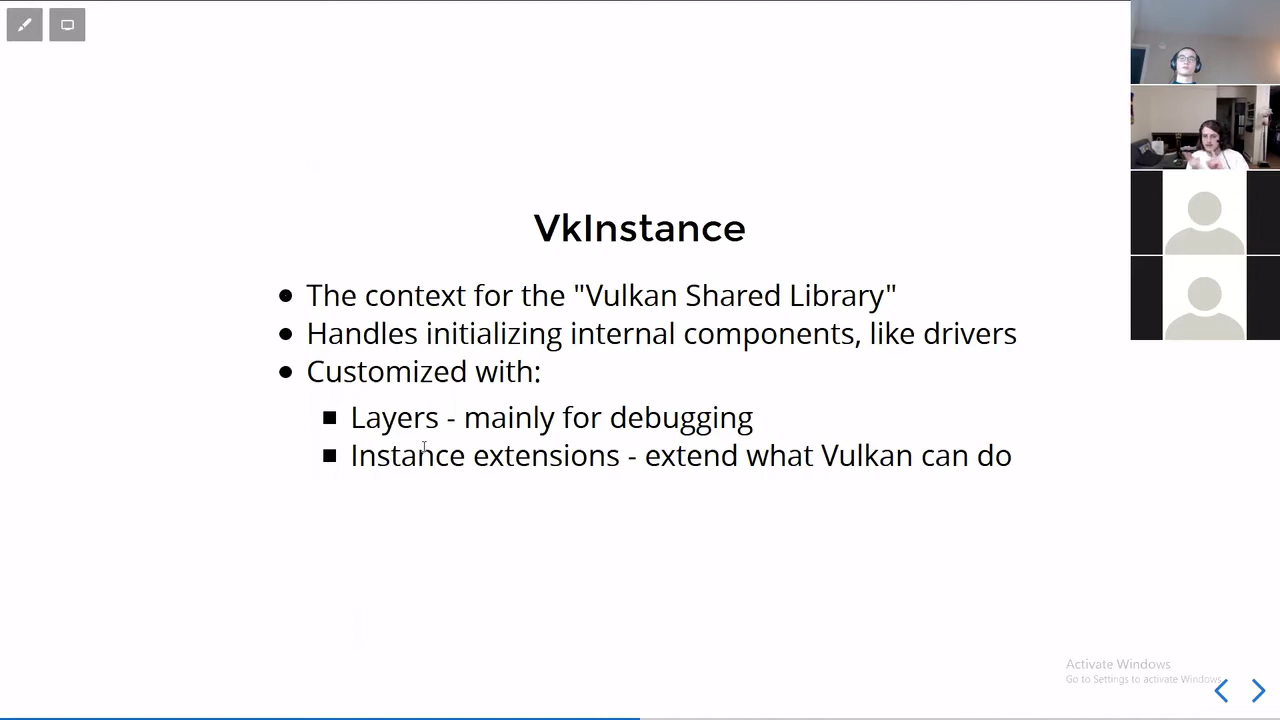 VkInstance
The context for the "Vulkan Shared Library"
Handles initializing internal components, like drivers
Customized with:
Layers - mainly for debugging
Instance extensions - extend what Vulkan can do
Activate Windows
Go to Settings to activate Windows.